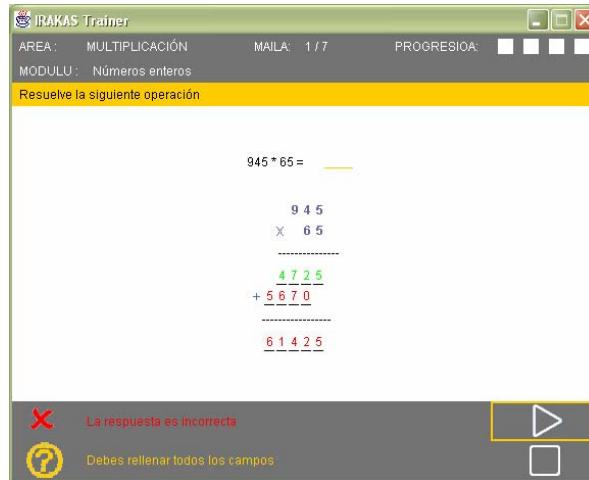 IRAKAS Trainer
AREA: MULTIPLICACIÓN MAILA: 1 / 7 PROGRESIOA:
MODULU: Números enteros
Resuelve la siguiente operación
945 * 65 = ___
9 4 5
X 6 5
---------------
4 7 2 5
+ 5 6 7 0
-----------------
6 1 4 2 5
La respuesta es incorrecta
Debes rellenar todos los campos